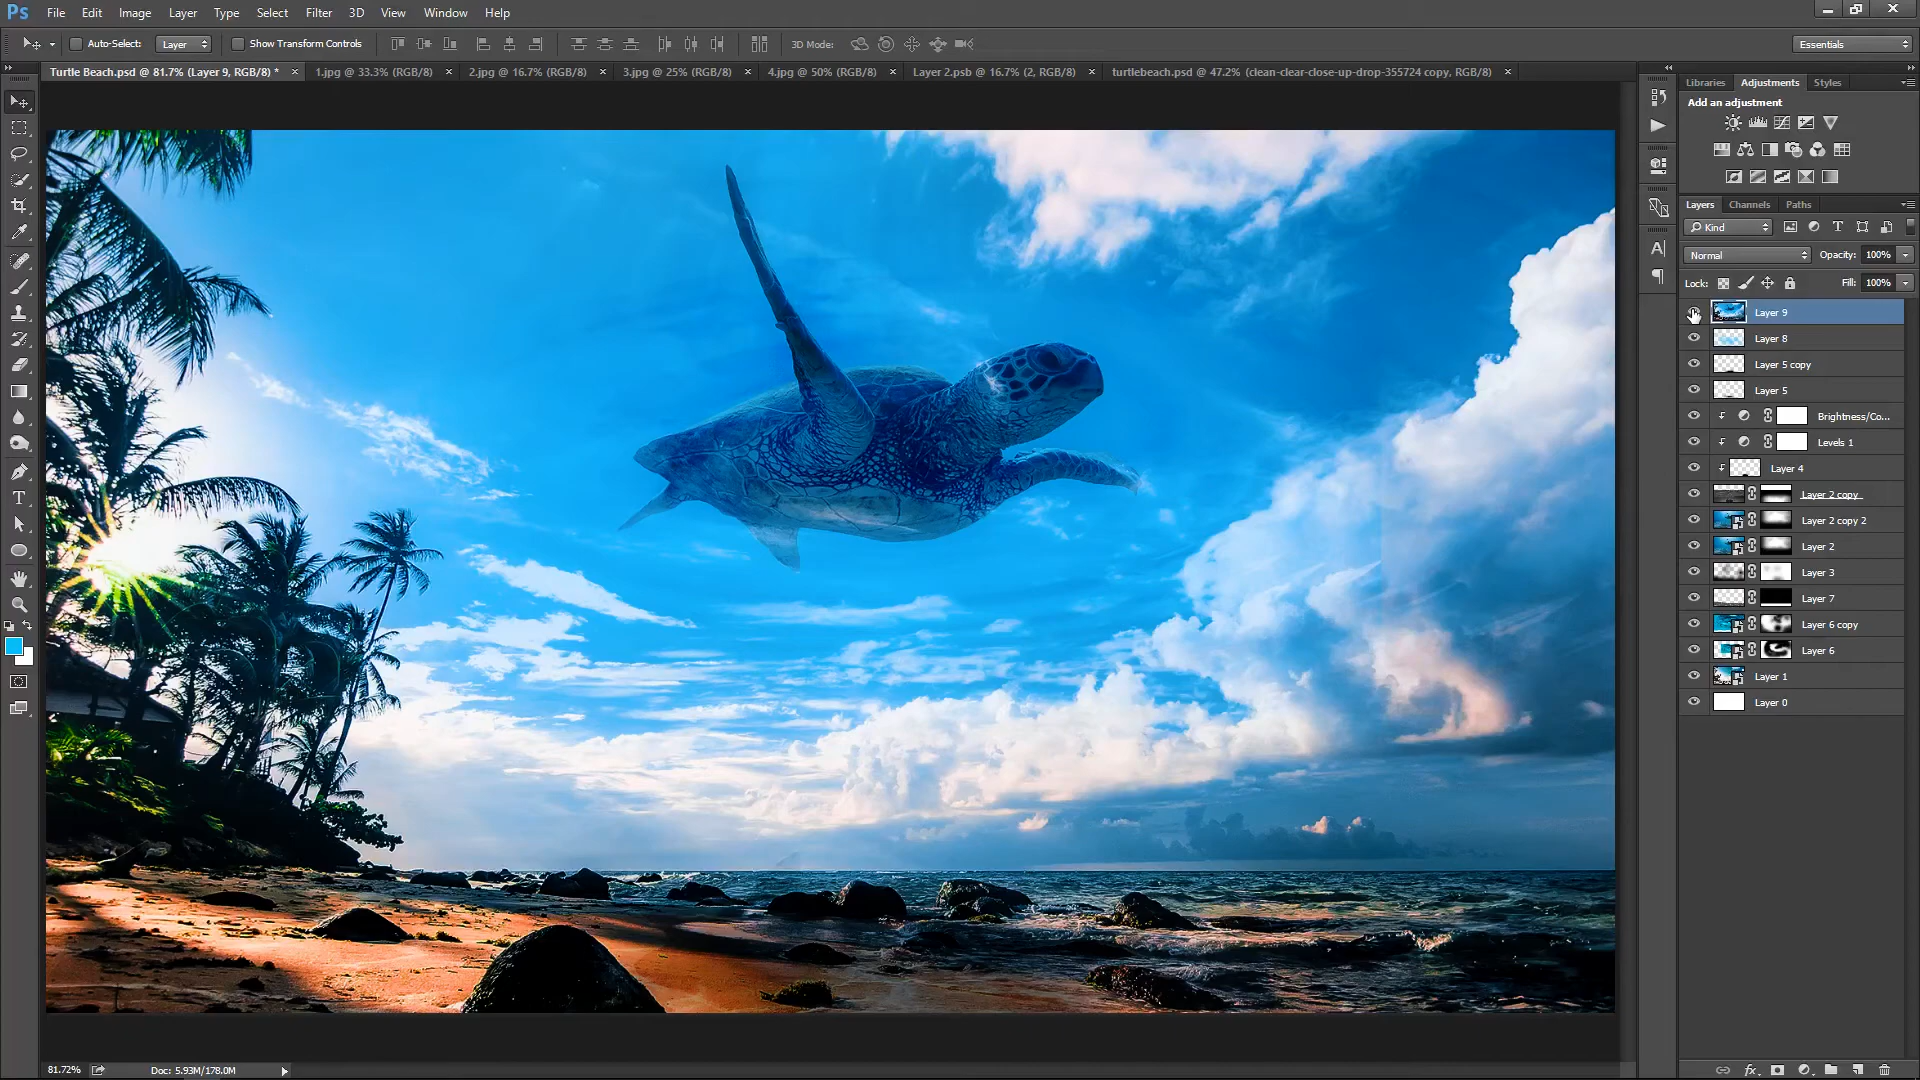 Ps File Edit Image Layer Type Select Filter 3D View Window Help
Auto-Select: Layer Show Transform Controls 3D Mode: Essentials
Turtle Beach.psd @ 81.7% (Layer 9, RGB/8) * × 1.jpg @ 33.3% (RGB/8) × 2.jpg @ 16.7% (RGB/8) × 3.jpg @ 25% (RGB/8) × 4.jpg @ 50% (RGB/8) × Layer 2.psb @ 16.7% (2, RGB/8) × turtlebeach.psd @ 47.2% (clean-clear-close-up-drop-355724 copy, RGB/8) ×
Libraries Adjustments Styles
Add an adjustment
Layers Channels Paths
Kind
Normal Opacity: 100%
Lock: Fill: 100%
Layer 9
Layer 8
Layer 5 copy
Layer 5
Brightness/Co...
Levels 1
Layer 4
Layer 2 copy
Layer 2 copy 2
Layer 2
Layer 3
Layer 7
Layer 6 copy
Layer 6
Layer 1
Layer 0
81.72% Doc: 5.93M/178.0M